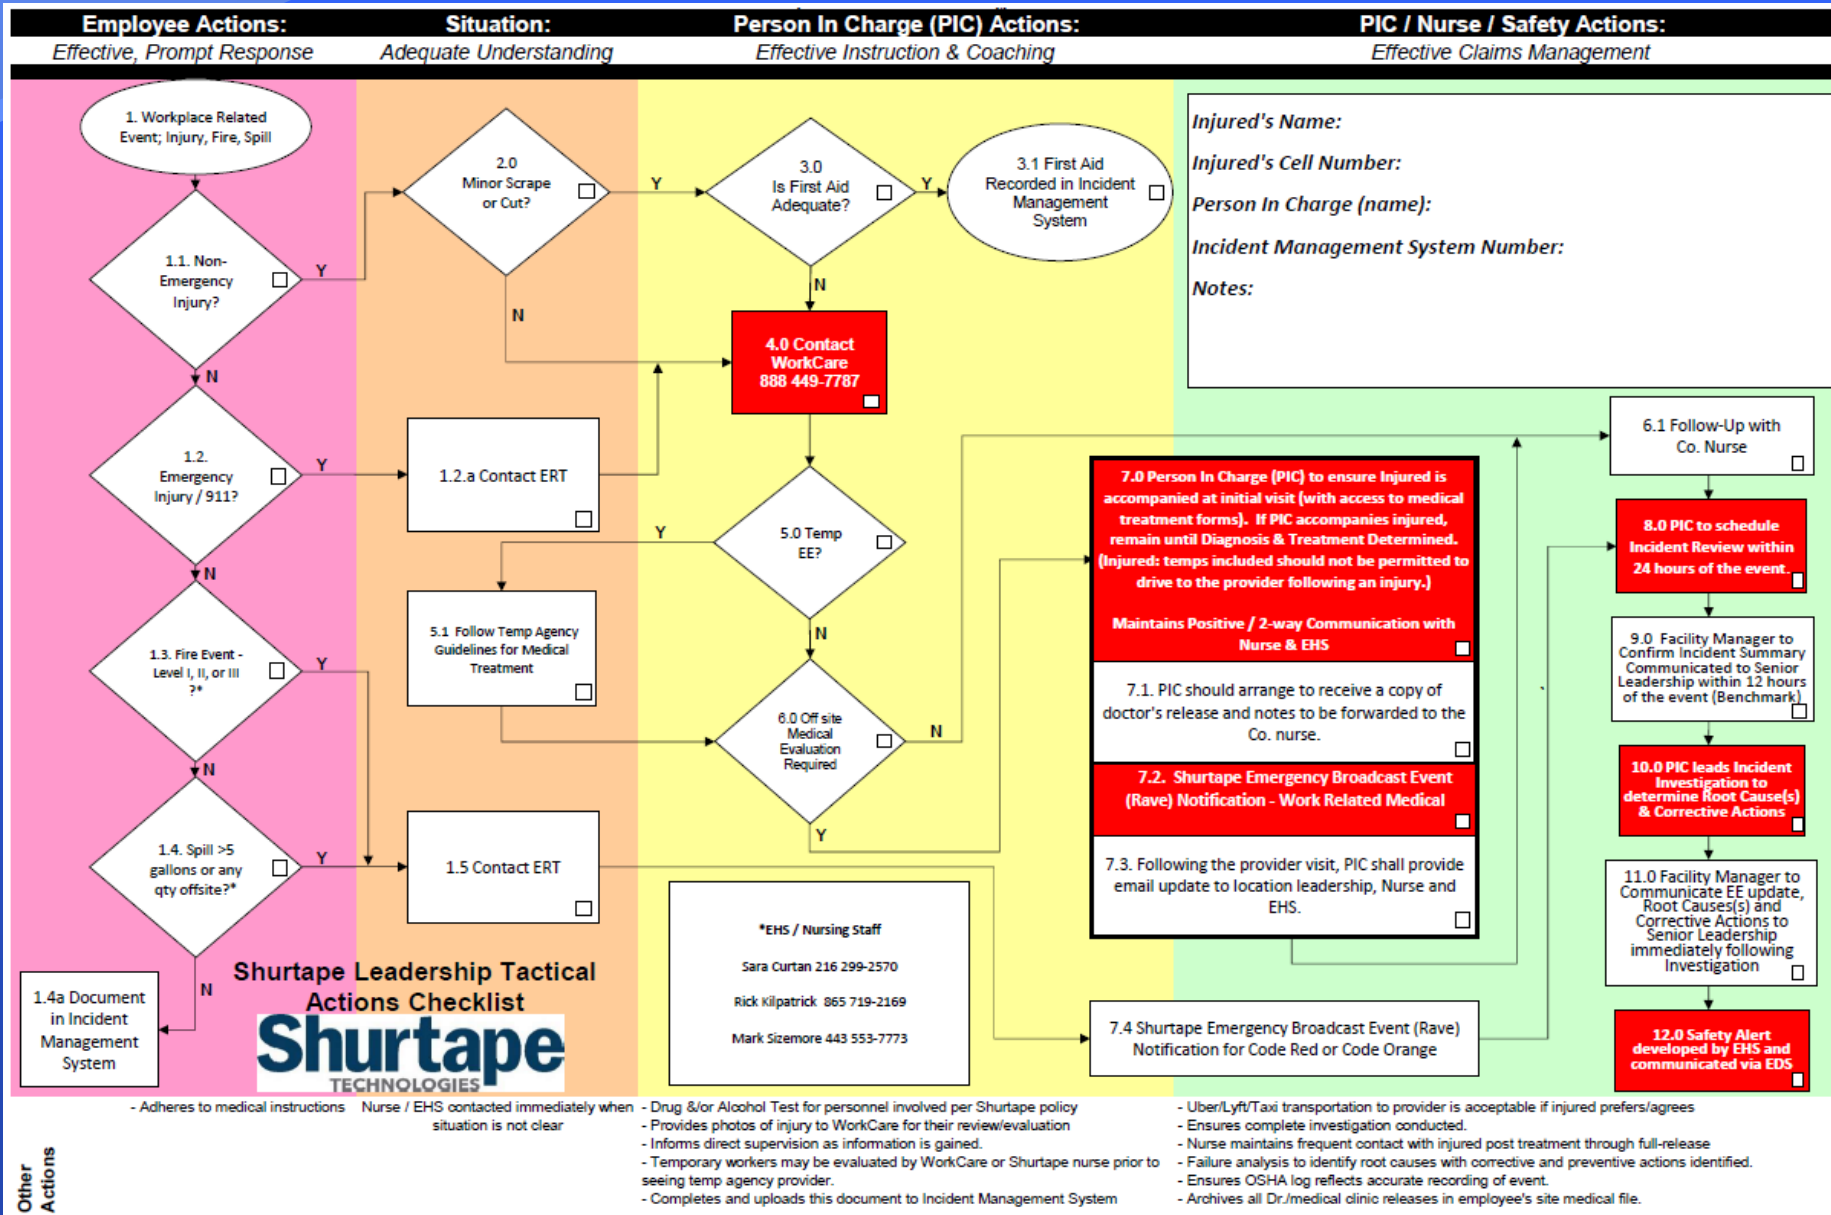 Employee Actions:
Effective, Prompt Response
Situation:
Adequate Understanding
Person In Charge (PIC) Actions:
Effective Instruction & Coaching
PIC / Nurse / Safety Actions:
Effective Claims Management
1. Workplace Related
Event; Injury, Fire, Spill
1.1. Non-
Emergency
Injury?
Y
N
1.2.
Emergency
Injury / 911?
Y
N
1.3. Fire Event -
Level I, II, or III
?*
Y
N
1.4. Spill >5
gallons or any
qty offsite?*
Y
N
1.4a Document
in Incident
Management
System
2.0
Minor Scrape
or Cut?
Y
N
1.2.a Contact ERT
Y
5.1 Follow Temp Agency
Guidelines for Medical
Treatment
1.5 Contact ERT
Shurtape Leadership Tactical
Actions Checklist
Shurtape
TECHNOLOGIES
3.0
Is First Aid
Adequate?
Y
N
3.1 First Aid
Recorded in Incident
Management
System
4.0 Contact
WorkCare
888 449-7787
5.0 Temp
EE?
N
6.0 Off site
Medical
Evaluation
Required
N
Y
*EHS / Nursing Staff
Sara Curtan 216 299-2570
Rick Kilpatrick 865 719-2169
Mark Sizemore 443 553-7773
Injured's Name:
Injured's Cell Number:
Person In Charge (name):
Incident Management System Number:
Notes:
7.0 Person In Charge (PIC) to ensure Injured is
accompanied at initial visit (with access to medical
treatment forms). If PIC accompanies injured,
remain until Diagnosis & Treatment Determined.
(Injured: temps included should not be permitted to
drive to the provider following an injury.)
Maintains Positive / 2-way Communication with
Nurse & EHS
7.1. PIC should arrange to receive a copy of
doctor's release and notes to be forwarded to the
Co. nurse.
7.2. Shurtape Emergency Broadcast Event
(Rave) Notification - Work Related Medical
7.3. Following the provider visit, PIC shall provide
email update to location leadership, Nurse and
EHS.
7.4 Shurtape Emergency Broadcast Event (Rave)
Notification for Code Red or Code Orange
6.1 Follow-Up with
Co. Nurse
8.0 PIC to schedule
Incident Review within
24 hours of the event.
9.0 Facility Manager to
Confirm Incident Summary
Communicated to Senior
Leadership within 12 hours
of the event (Benchmark)
10.0 PIC leads Incident
Investigation to
determine Root Cause(s)
& Corrective Actions
11.0 Facility Manager to
Communicate EE update,
Root Causes(s) and
Corrective Actions to
Senior Leadership
immediately following
Investigation
12.0 Safety Alert
developed by EHS and
communicated via EDS
Other
Actions
- Adheres to medical instructions
Nurse / EHS contacted immediately when
situation is not clear
- Drug &/or Alcohol Test for personnel involved per Shurtape policy
- Provides photos of injury to WorkCare for their review/evaluation
- Informs direct supervision as information is gained.
- Temporary workers may be evaluated by WorkCare or Shurtape nurse prior to
seeing temp agency provider.
- Completes and uploads this document to Incident Management System
- Uber/Lyft/Taxi transportation to provider is acceptable if injured prefers/agrees
- Ensures complete investigation conducted.
- Nurse maintains frequent contact with injured post treatment through full-release
- Failure analysis to identify root causes with corrective and preventive actions identified.
- Ensures OSHA log reflects accurate recording of event.
- Archives all Dr./medical clinic releases in employee's site medical file.